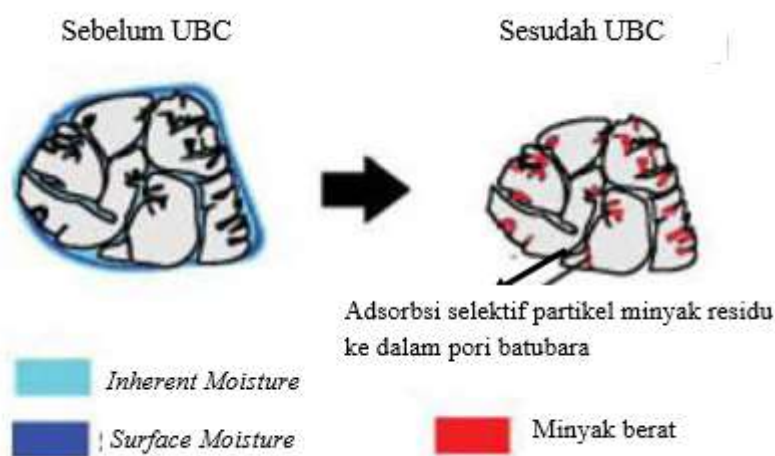 Sebelum UBC
Sesudah UBC
Adsorbsi selektif partikel minyak residu
ke dalam pori batubara
Inherent Moisture
Surface Moisture
Minyak berat